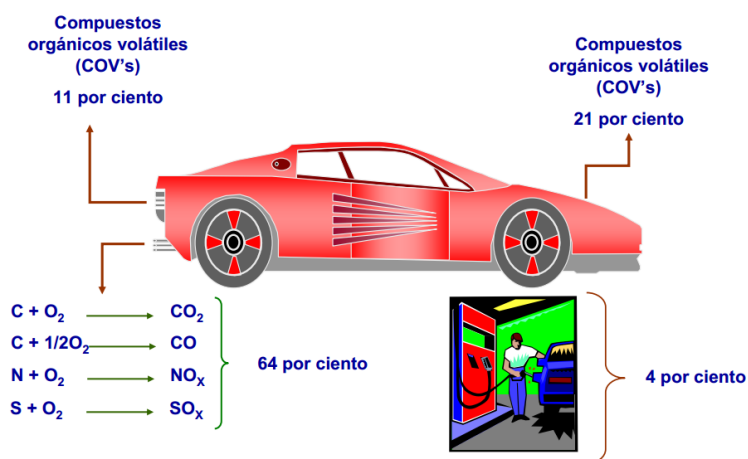 Compuestos
orgánicos volátiles
(COV's)
11 por ciento
Compuestos
orgánicos volátiles
(COV's)
21 por ciento
C + O₂ → CO₂
C + 1/2O₂ → CO
N + O₂ → NOₓ
S + O₂ → SOₓ
64 por ciento
4 por ciento